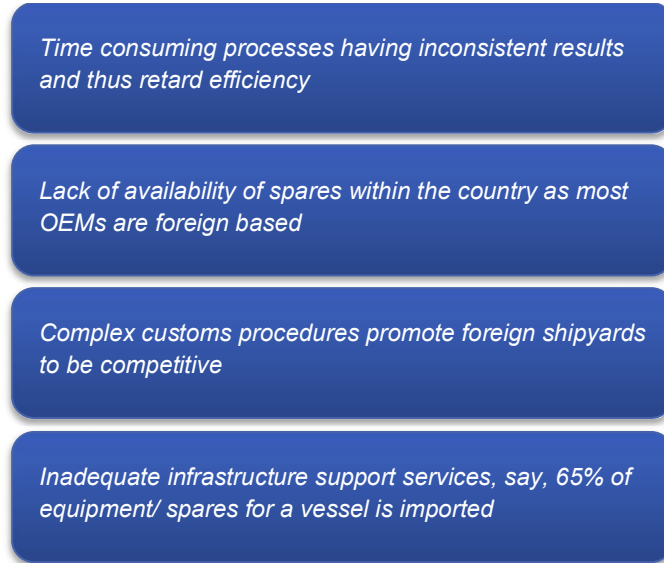 Time consuming processes having inconsistent results
and thus retard efficiency
Lack of availability of spares within the country as most
OEMs are foreign based
Complex customs procedures promote foreign shipyards
to be competitive
Inadequate infrastructure support services, say, 65% of
equipment/ spares for a vessel is imported